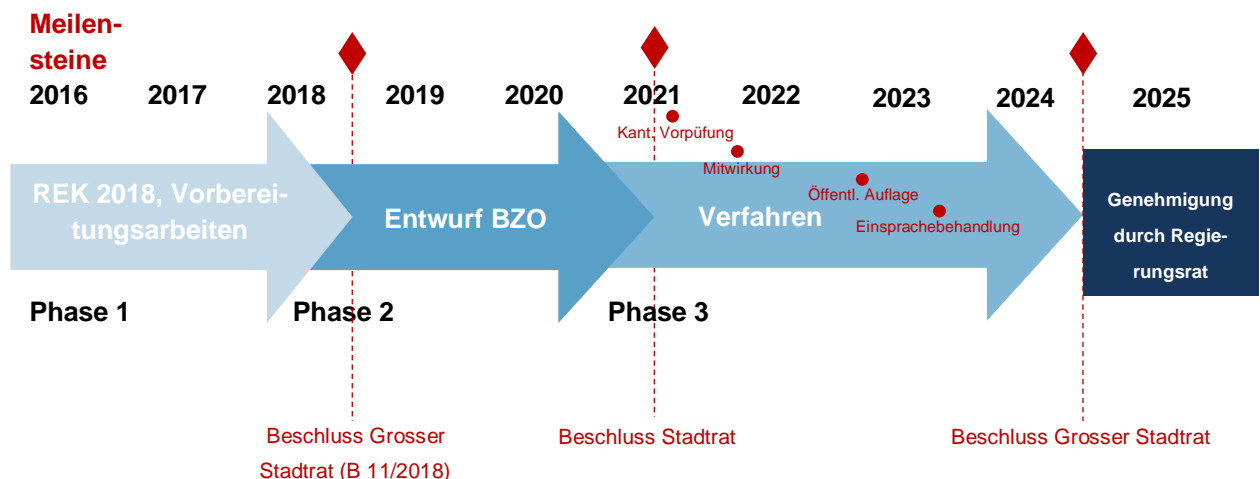 Meilen-
steine
2016 2017 2018 2019 2020 2021 2022 2023 2024 2025
Kant. Vorpüfung
Mitwirkung
Öffentl. Auflage
Einsprachebehandlung
REK 2018, Vorberei-
tungsarbeiten
Entwurf BZO
Verfahren
Genehmigung
durch Regie-
rungsrat
Phase 1 Phase 2 Phase 3
Beschluss Grosser
Stadtrat (B 11/2018)
Beschluss Stadtrat
Beschluss Grosser Stadtrat